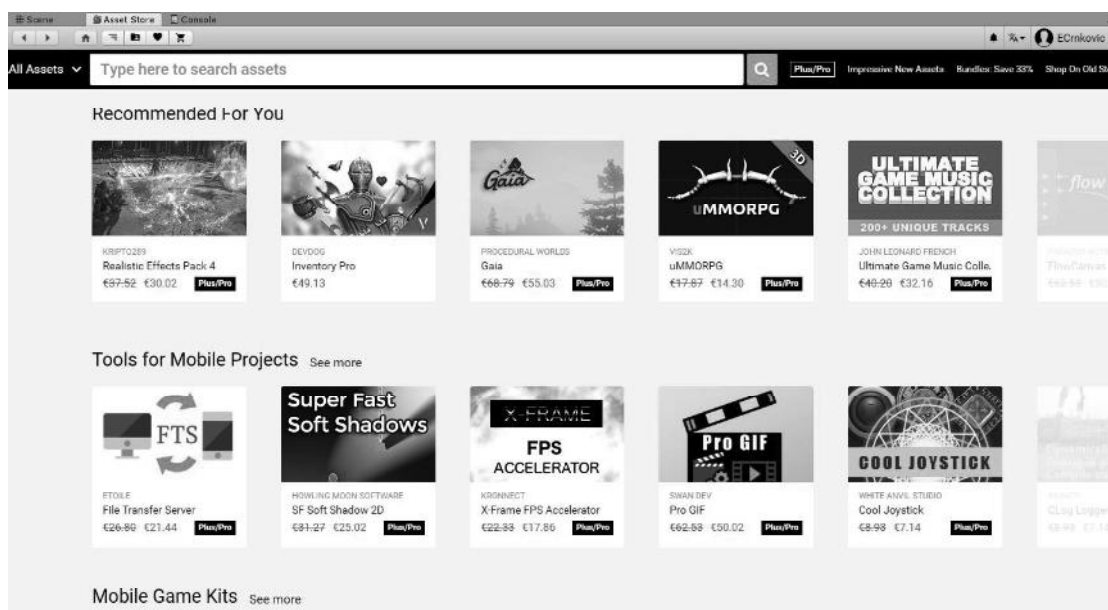 Scene Asset Store Console
ECrnkovic
All Assets Type here to search assets Plus/Pro Impressive New Assets Bundles: Save 33% Shop On Old St
Recommended For You
Gaia
3D
uMMORPG
ULTIMATE
GAME MUSIC
COLLECTION
200+ UNIQUE TRACKS
flow
KRIPTO289
Realistic Effects Pack 4
€37.52 €30.02 Plus/Pro
DEVDOG
Inventory Pro
€49.13
PROCEDURAL WORLDS
Gaia
€68.79 €55.03 Plus/Pro
VIS2K
uMMORPG
€17.87 €14.30 Plus/Pro
JOHN LEONARD FRENCH
Ultimate Game Music Colle.
€40.20 €32.16 Plus/Pro
Tools for Mobile Projects See more
FTS
Super Fast
Soft Shadows
X-FRAME
FPS
ACCELERATOR
Pro GIF
COOL JOYSTICK
ETOILE
File Transfer Server
€26.80 €21.44 Plus/Pro
HOWLING MOON SOFTWARE
SF Soft Shadow 2D
€31.27 €25.02 Plus/Pro
KRONNECT
X-Frame FPS Accelerator
€22.33 €17.86 Plus/Pro
SWAN DEV
Pro GIF
€62.53 €50.02 Plus/Pro
WHITE ANVIL STUDIO
Cool Joystick
€8.93 €7.14 Plus/Pro
CLog Logger
Mobile Game Kits See more